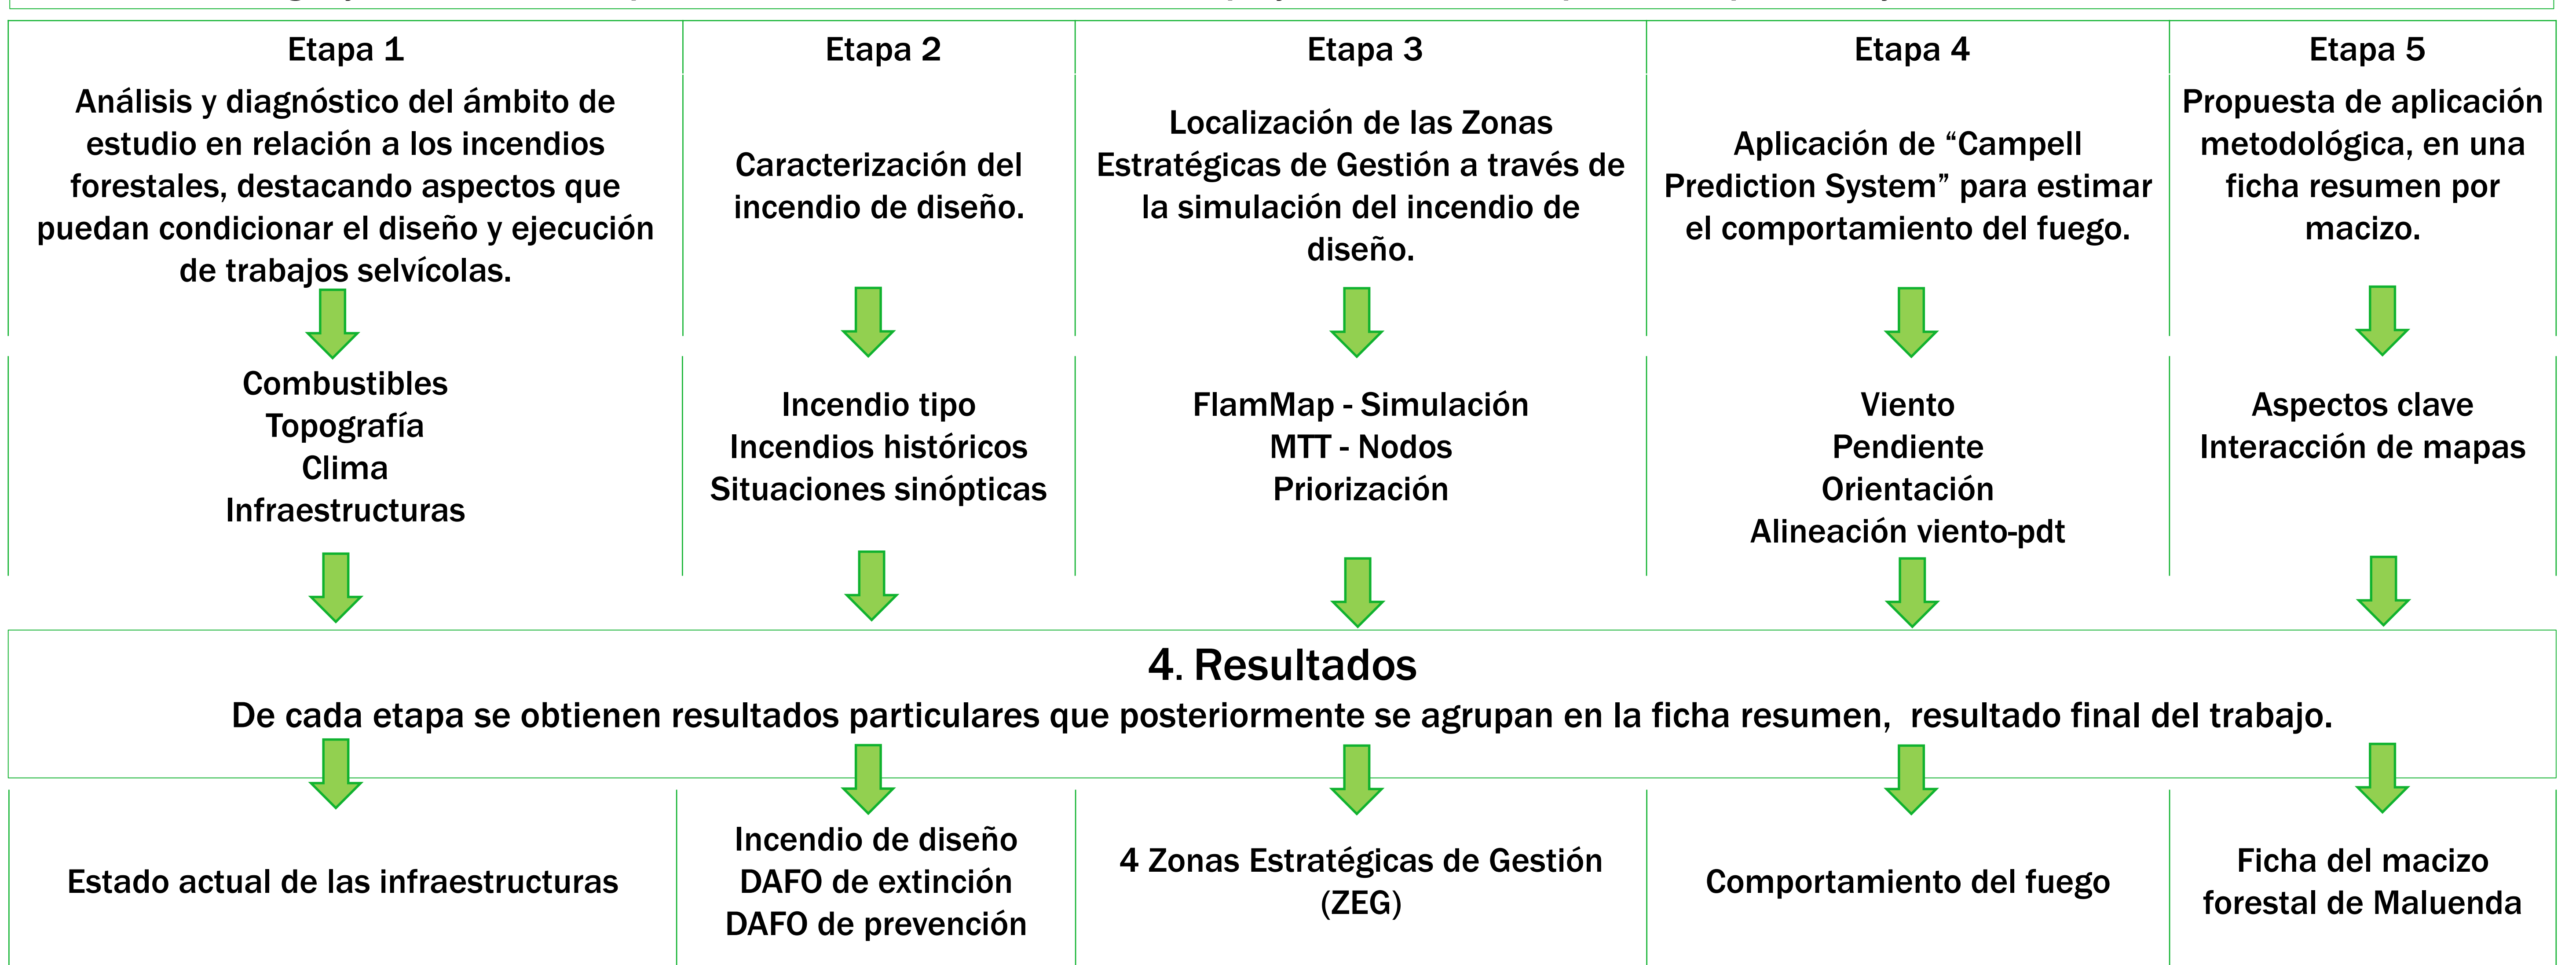 Etapa 1
Análisis y diagnóstico del ámbito de
estudio en relación a los incendios
forestales, destacando aspectos que
puedan condicionar el diseño y ejecución
de trabajos selvícolas.
Combustibles
Topografía
Clima
Infraestructuras
Etapa 2
Caracterización del
incendio de diseño.
Incendio tipo
Incendios históricos
Situaciones sinópticas
Etapa 3
Localización de las Zonas
Estratégicas de Gestión a través de
la simulación del incendio de
diseño.
FlamMap - Simulación
MTT - Nodos
Priorización
Etapa 4
Aplicación de “Campell
Prediction System” para estimar
el comportamiento del fuego.
Viento
Pendiente
Orientación
Alineación viento-pdt
Etapa 5
Propuesta de aplicación
metodológica, en una
ficha resumen por
macizo.
Aspectos clave
Interacción de mapas
4. Resultados
De cada etapa se obtienen resultados particulares que posteriormente se agrupan en la ficha resumen,  resultado final del trabajo.
Estado actual de las infraestructuras
Incendio de diseño
DAFO de extinción
DAFO de prevención
4 Zonas Estratégicas de Gestión
(ZEG)
Comportamiento del fuego
Ficha del macizo
forestal de Maluenda